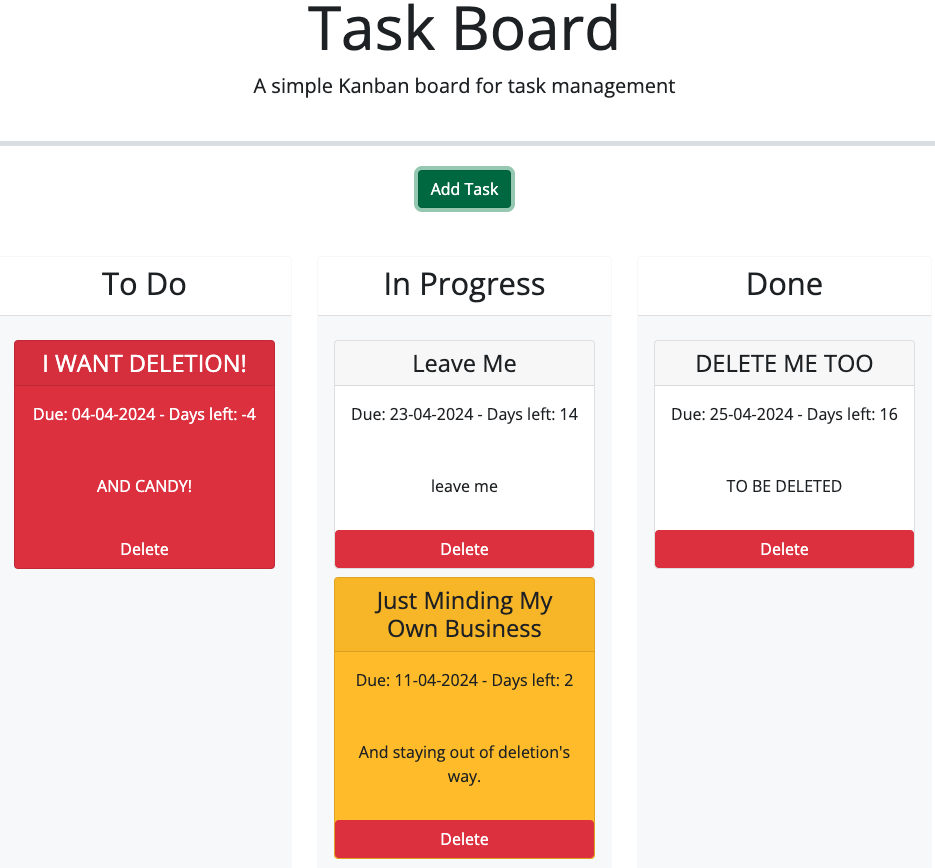 Task Board
A simple Kanban board for task management
Add Task
To Do
I WANT DELETION!
Due: 04-04-2024 - Days left: -4
AND CANDY!
Delete
In Progress
Leave Me
Due: 23-04-2024 - Days left: 14
leave me
Delete
Just Minding My
Own Business
Due: 11-04-2024 - Days left: 2
And staying out of deletion's
way.
Delete
Done
DELETE ME TOO
Due: 25-04-2024 - Days left: 16
TO BE DELETED
Delete